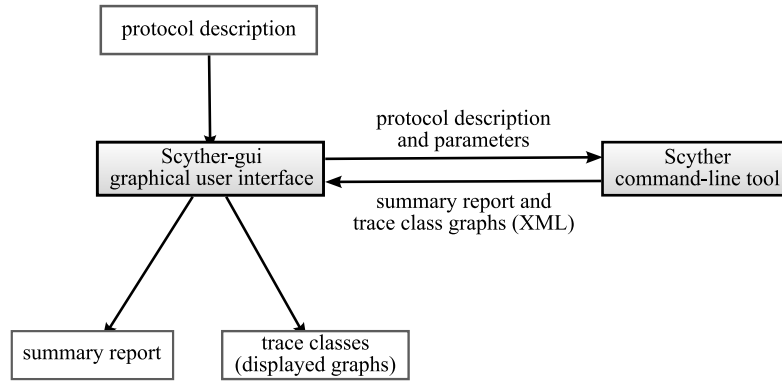 protocol description
protocol description
and parameters
Scyther-gui
graphical user interface
Scyther
command-line tool
summary report and
trace class graphs (XML)
summary report
trace classes
(displayed graphs)